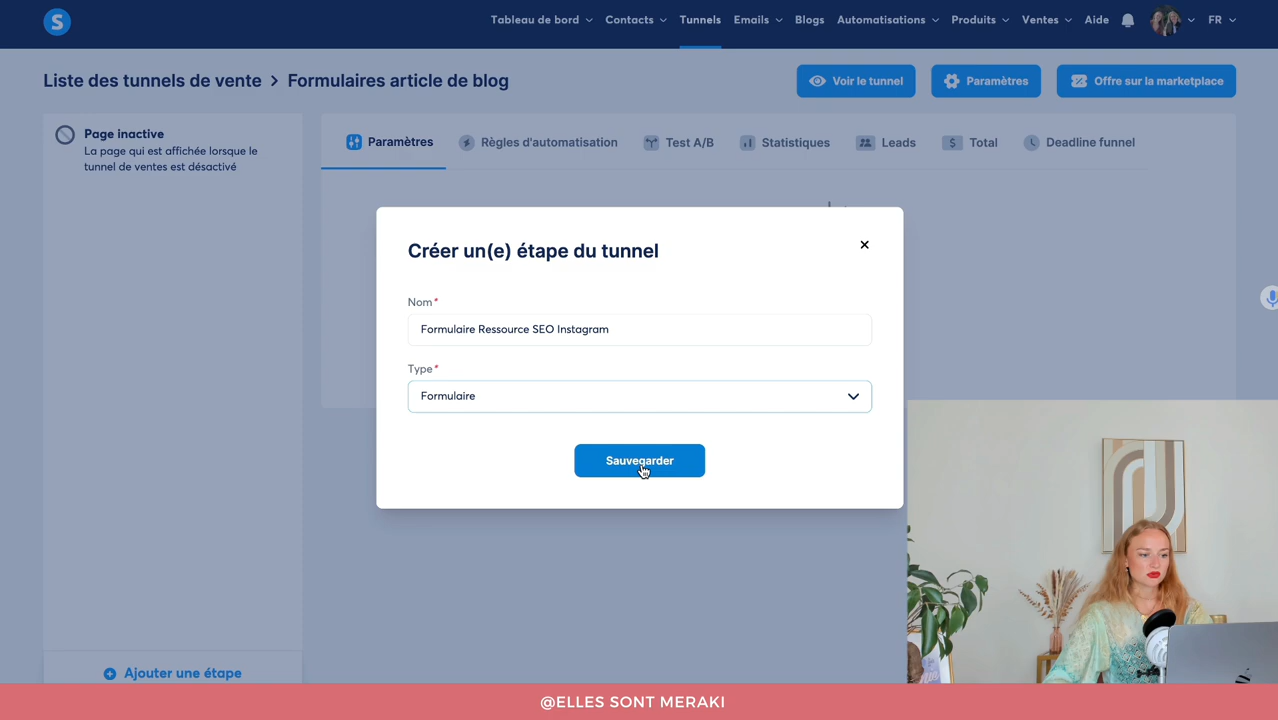 S
Tableau de bord
Contacts
Tunnels
Emails
Blogs
Automatisations
Produits
Ventes
Aide
FR
Liste des tunnels de vente > Formulaires article de blog
Voir le tunnel
Paramètres
Offre sur la marketplace
Page inactive
La page qui est affichée lorsque le
tunnel de ventes est désactivé
Paramètres
Règles d'automatisation
Test A/B
Statistiques
Leads
$ Total
Deadline funnel
Créer un(e) étape du tunnel
Nom*
Formulaire Ressource SEO Instagram
Type*
Formulaire
Sauvegarder
Ajouter une étape
@ELLES SONT MERAKI